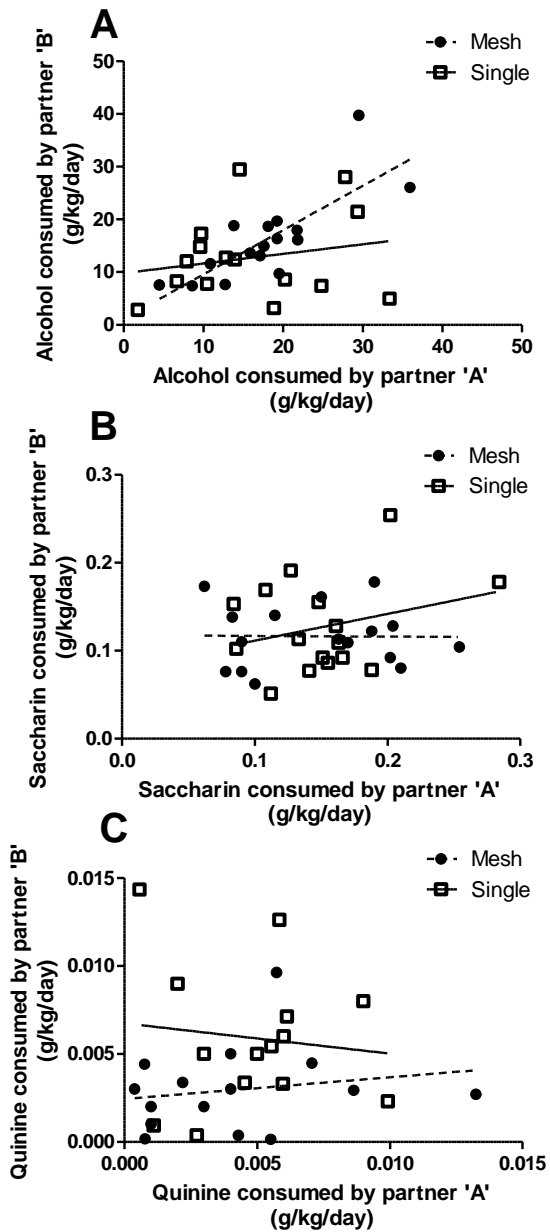 A
Mesh
Single
Alcohol consumed by partner 'B'
(g/kg/day)
50
40
30
20
10
0
0 10 20 30 40 50
Alcohol consumed by partner 'A'
(g/kg/day)
B
Mesh
Single
Saccharin consumed by partner 'B'
(g/kg/day)
0.3
0.2
0.1
0.0
0.0 0.1 0.2 0.3
Saccharin consumed by partner 'A'
(g/kg/day)
C
Mesh
Single
Quinine consumed by partner 'B'
(g/kg/day)
0.015
0.010
0.005
0.000
0.000 0.005 0.010 0.015
Quinine consumed by partner 'A'
(g/kg/day)